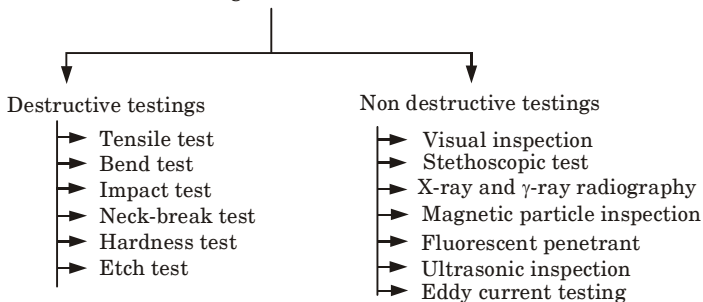 Destructive testings
Tensile test
Bend test
Impact test
Neck-break test
Hardness test
Etch test
Non destructive testings
Visual inspection
Stethoscopic test
X-ray and γ-ray radiography
Magnetic particle inspection
Fluorescent penetrant
Ultrasonic inspection
Eddy current testing